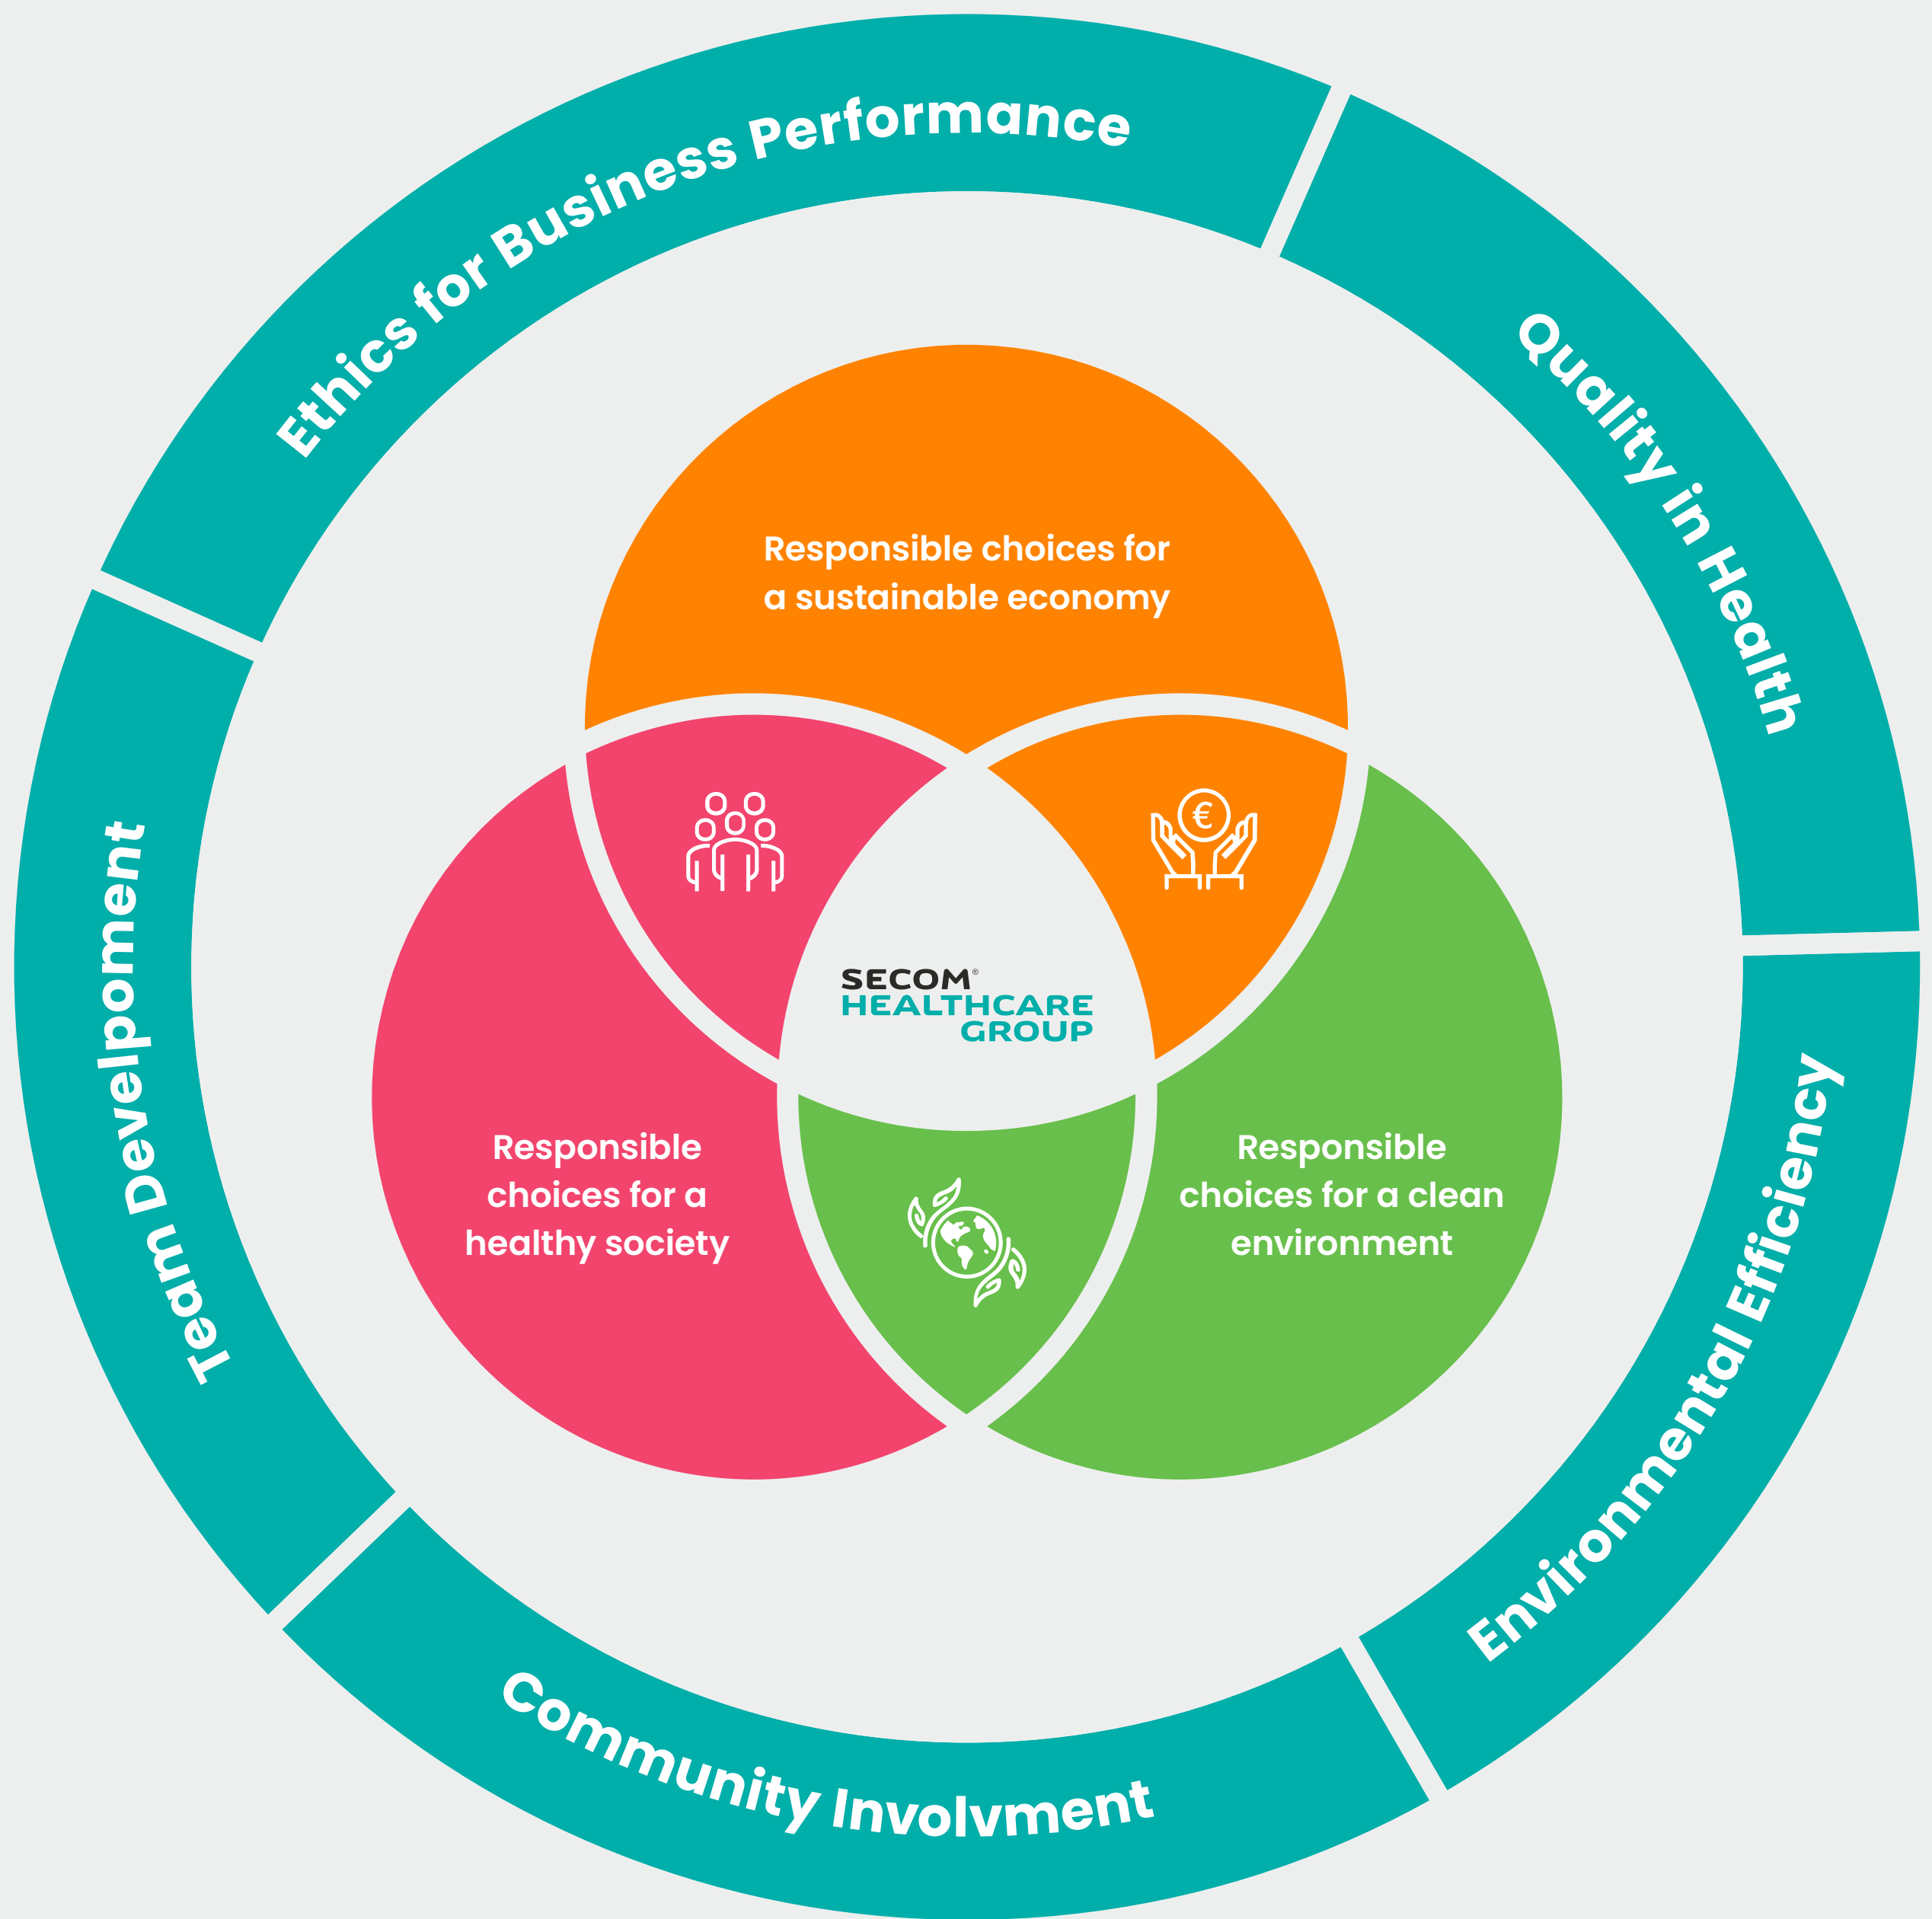 Ethics for Business Performance
Quality in Health
Responsible choices for
a sustainable economy
€
SECOM®
HEALTHCARE
GROUP
Team Develpoment
Responsible
choices for a
healthy society
Responsible
choices for a clean
environment
Environmental Efficiency
Community Involvment